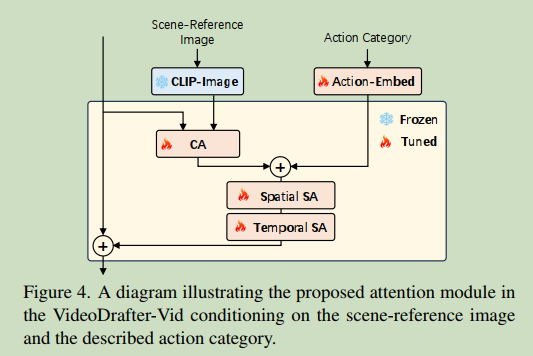 Scene-Reference
Image
Action Category
CLIP-Image
Action-Embed
Frozen
Tuned
CA
+
Spatial SA
Temporal SA
+
Figure 4. A diagram illustrating the proposed attention module in
the VideoDrafter-Vid conditioning on the scene-reference image
and the described action category.